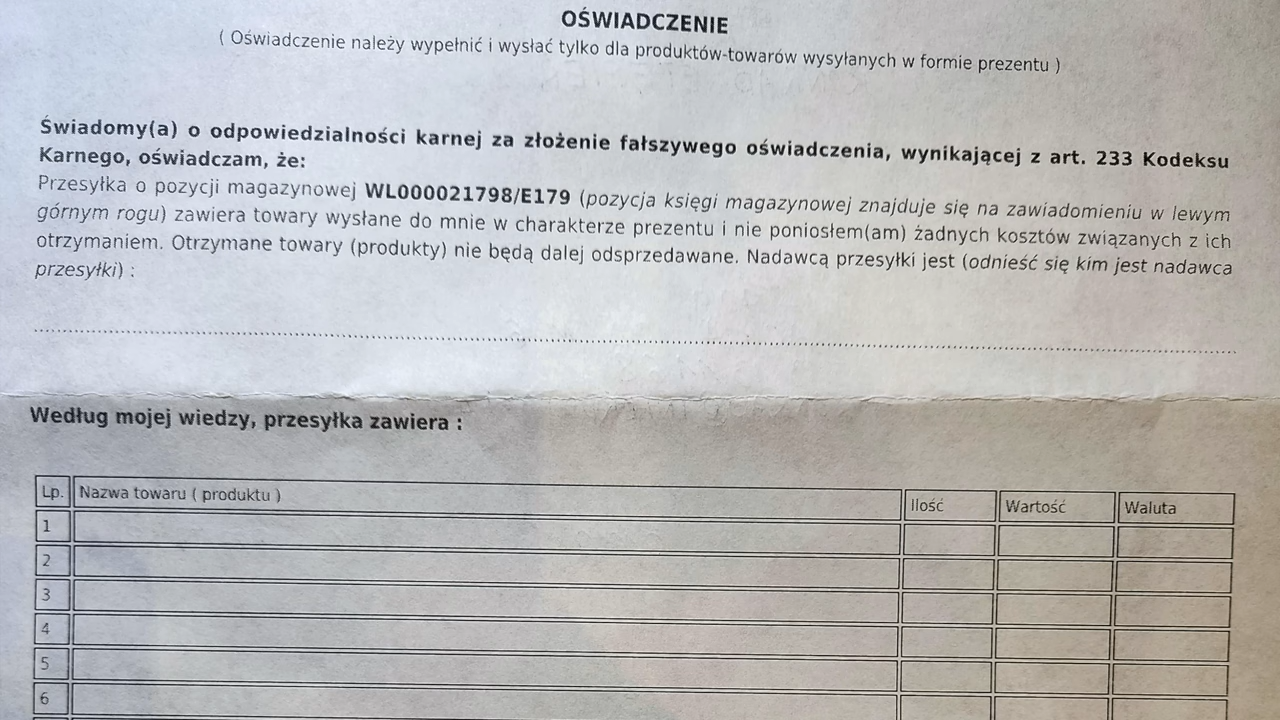 OŚWIADCZENIE
( Oświadczenie należy wypełnić i wysłać tylko dla produktów-towarów wysyłanych w formie prezentu )
Świadomy(a) o odpowiedzialności karnej za złożenie fałszywego oświadczenia, wynikającej z art. 233 Kodeksu
Karnego, oświadczam, że:
Przesyłka o pozycji magazynowej WL000021798/E179 (pozycja księgi magazynowej znajduje się na zawiadomieniu w lewym
górnym rogu) zawiera towary wysłane do mnie w charakterze prezentu i nie poniosłem(am) żadnych kosztów związanych z ich
otrzymaniem. Otrzymane towary (produkty) nie będą dalej odsprzedawane. Nadawcą przesyłki jest (odnieść się kim jest nadawca
przesyłki) :
Według mojej wiedzy, przesyłka zawiera :
Lp. Nazwa towaru ( produktu ) Ilość Wartość Waluta
1
2
3
4
5
6